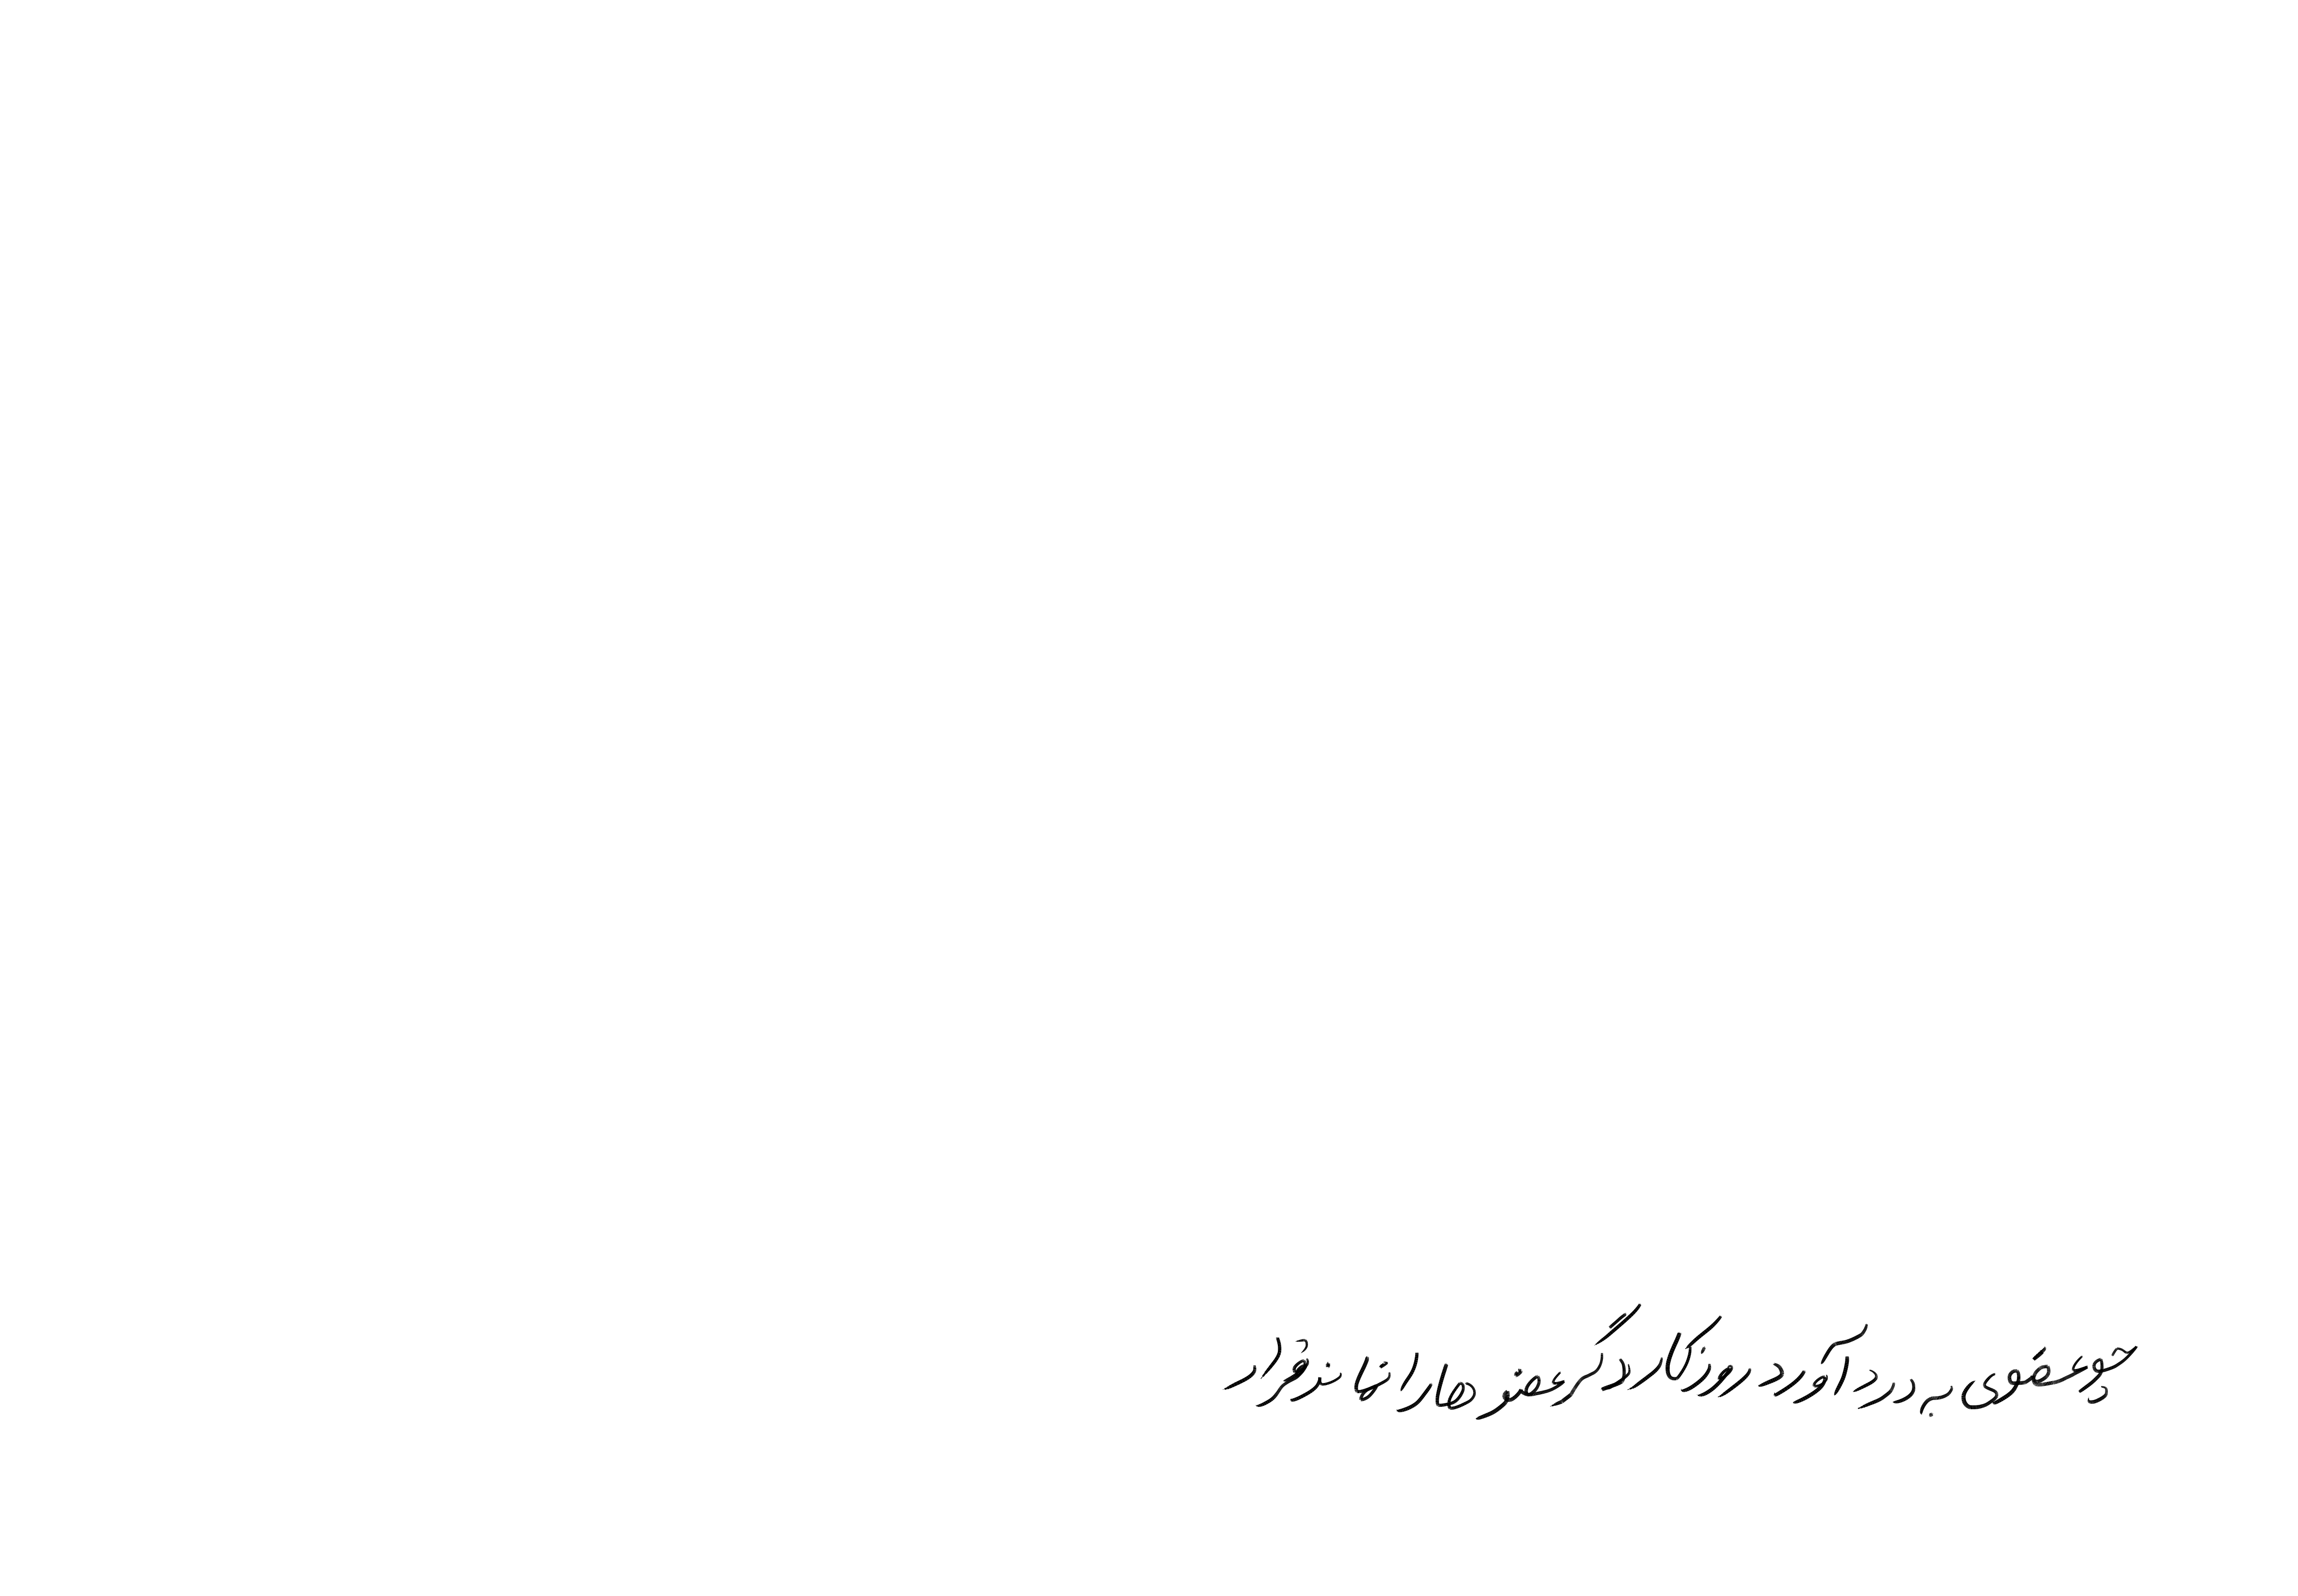 چو عضوی به درد آورد روزگار دگر عضوها را نماند قرار